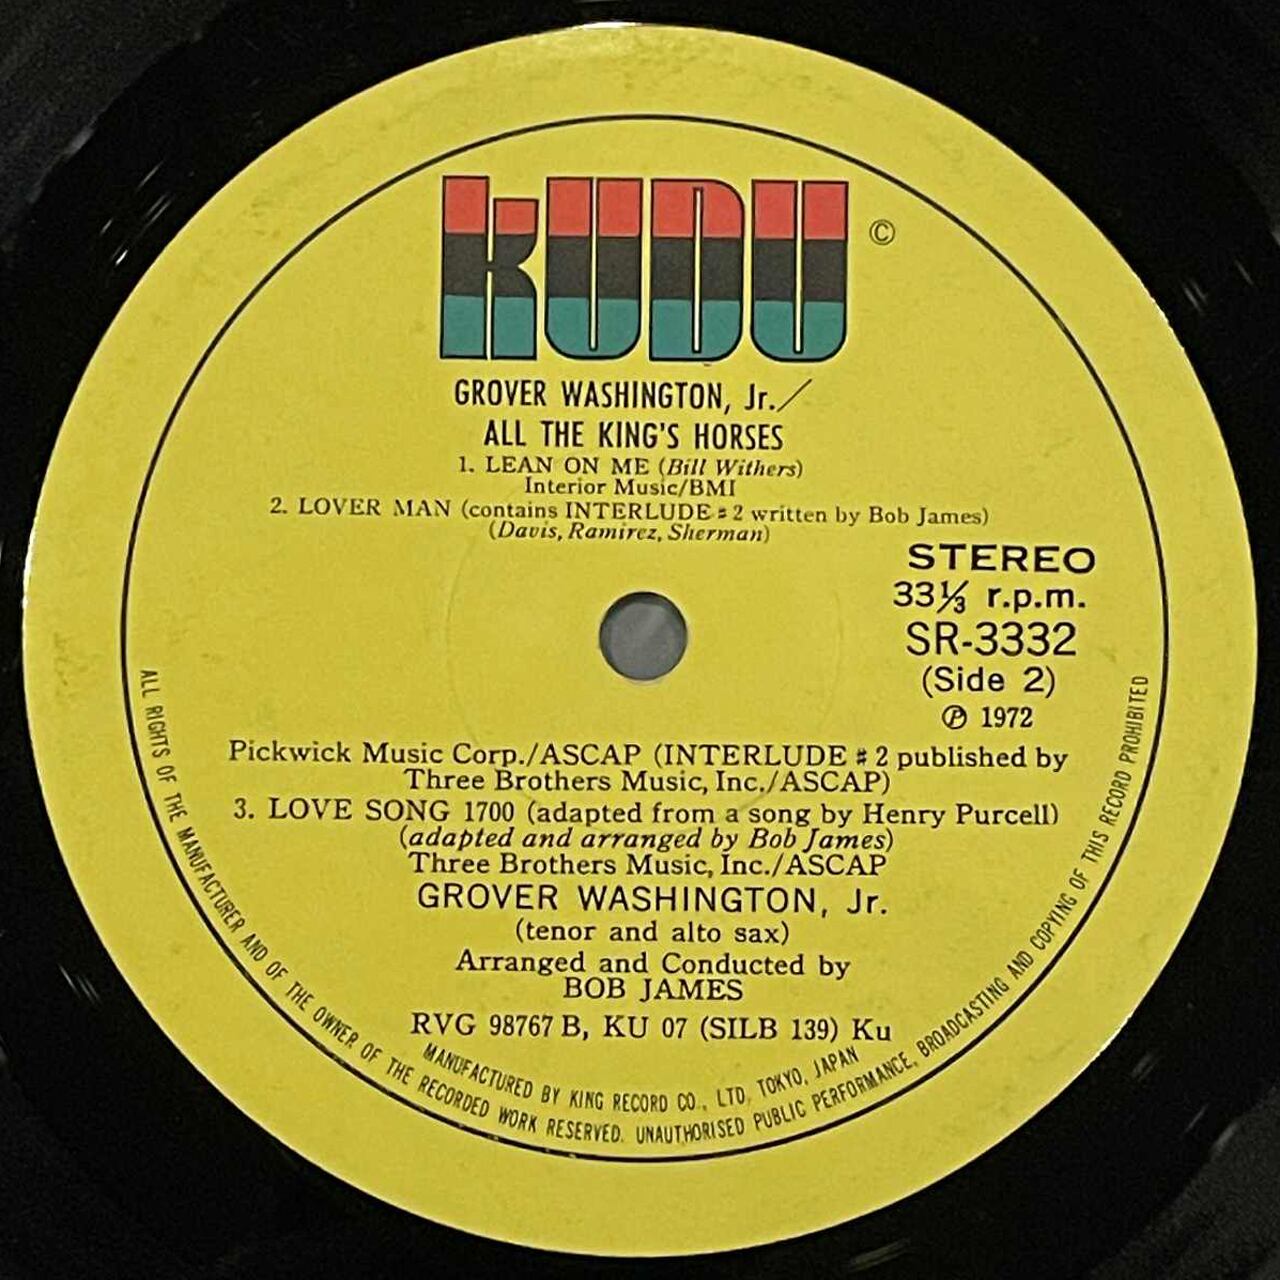 KUDU ©
GROVER WASHINGTON, Jr./
ALL THE KING'S HORSES
1. LEAN ON ME (Bill Withers)
Interior Music/BMI
2. LOVER MAN (contains INTERLUDE #2 written by Bob James)
(Davis, Ramirez, Sherman)
STEREO
33⅓ r.p.m.
SR-3332
(Side 2)
℗ 1972
Pickwick Music Corp./ASCAP (INTERLUDE #2 published by
Three Brothers Music, Inc./ASCAP)
3. LOVE SONG 1700 (adapted from a song by Henry Purcell)
(adapted and arranged by Bob James)
Three Brothers Music, Inc./ASCAP
GROVER WASHINGTON, Jr.
(tenor and alto sax)
Arranged and Conducted by
BOB JAMES
RVG 98767 B, KU 07 (SILB 139) Ku
MANUFACTURED BY KING RECORD CO., LTD, TOKYO, JAPAN
ALL RIGHTS OF THE MANUFACTURER AND OF THE OWNER OF THE RECORDED WORK RESERVED. UNAUTHORISED PUBLIC PERFORMANCE, BROADCASTING AND COPYING OF THIS RECORD PROHIBITED